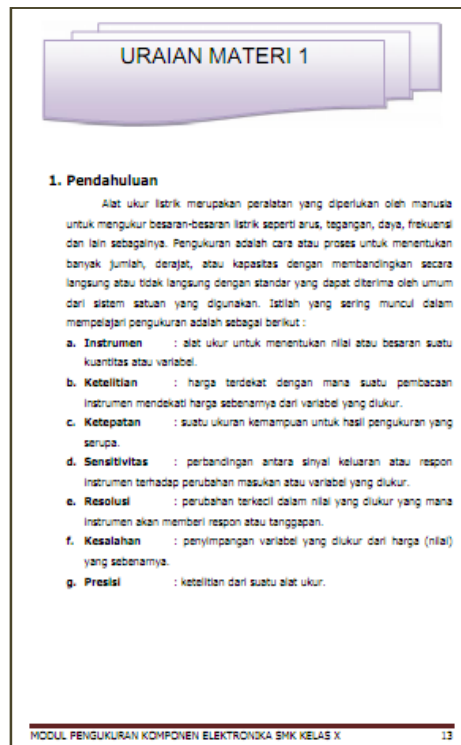 URAIAN MATERI 1
1. Pendahuluan
Alat ukur listrik merupakan peralatan yang diperlukan oleh manusia
untuk mengukur besaran-besaran listrik seperti arus, tegangan, daya, frekuensi
dan lain sebagainya. Pengukuran adalah cara atau proses untuk menentukan
banyak jumlah, derajat, atau kapasitas dengan membandingkan secara
langsung atau tidak langsung dengan standar yang dapat diterima oleh umum
dari sistem satuan yang digunakan. Istilah yang sering muncul dalam
mempelajari pengukuran adalah sebagai berikut :
a. Instrumen : alat ukur untuk menentukan nilai atau besaran suatu
kuantitas atau variabel.
b. Ketelitian : harga terdekat dengan mana suatu pembacaan
instrumen mendekati harga sebenarnya dari variabel yang diukur.
c. Ketepatan : suatu ukuran kemampuan untuk hasil pengukuran yang
serupa.
d. Sensitivitas : perbandingan antara sinyal keluaran atau respon
instrumen terhadap perubahan masukan atau variabel yang diukur.
e. Resolusi : perubahan terkecil dalam nilai yang diukur yang mana
instrumen akan memberi respon atau tanggapan.
f. Kesalahan : penyimpangan variabel yang diukur dari harga (nilai)
yang sebenarnya.
g. Presisi : ketelitian dari suatu alat ukur.
MODUL PENGUKURAN KOMPONEN ELEKTRONIKA SMK KELAS X 13